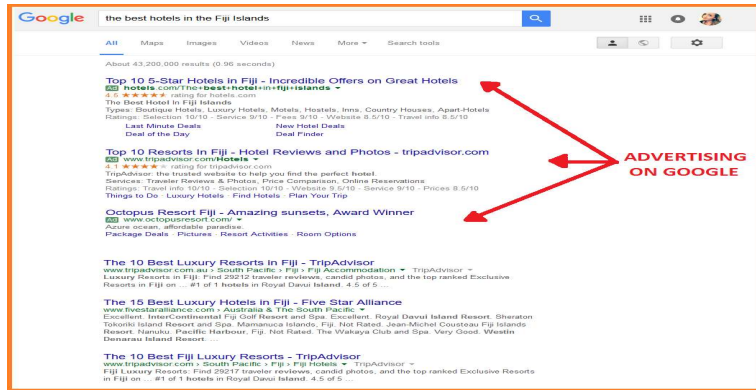 Google the best hotels in the Fiji Islands
All Maps Images Videos News More Search tools
About 43,200,000 results (0.96 seconds)
Top 10 5-Star Hotels in Fiji - Incredible Offers on Great Hotels
Ad hotels.com/The+best+hotel+in+fiji+islands
4.5 ★★★★★ rating for hotels.com
The Best Hotel In Fiji Islands
Types: Boutique Hotels, Luxury Hotels, Motels, Hostels, Inns, Country Houses, Apart-Hotels
Ratings: Selection 10/10 - Service 9/10 - Fees 9/10 - Website 8.5/10 - Travel info 8.5/10
Last Minute Deals New Hotel Deals
Deal of the Day Deal Finder
Top 10 Resorts In Fiji - Hotel Reviews and Photos - tripadvisor.com
Ad www.tripadvisor.com/Hotels
4.1 ★★★★★ rating for tripadvisor.com
TripAdvisor: the trusted website to help you find the perfect hotel.
Services: Traveler Reviews & Photos, Price Comparison, Online Reservations
Ratings: Travel info 10/10 - Selection 10/10 - Website 9.5/10 - Service 9/10 - Prices 8.5/10
Things to Do · Luxury Hotels · Find Hotels · Plan Your Trip
ADVERTISING
ON GOOGLE
Octopus Resort Fiji - Amazing sunsets, Award Winner
Ad www.octopusresort.com/
Azure ocean, affordable paradise.
Package Deals · Pictures · Resort Activities · Room Options
The 10 Best Luxury Resorts in Fiji - TripAdvisor
www.tripadvisor.com.au › South Pacific › Fiji › Fiji Accommodation TripAdvisor
Luxury Resorts in Fiji: Find 29212 traveler reviews, candid photos, and the top ranked Exclusive
Resorts in Fiji on ... #1 of 1 hotels in Royal Davui Island. 4.5 of 5 ...
The 15 Best Luxury Hotels in Fiji - Five Star Alliance
www.fivestaralliance.com › Australia & The South Pacific
Excellent. InterContinental Fiji Golf Resort and Spa. Excellent. Royal Davui Island Resort. Sheraton
Tokoriki Island Resort and Spa. Mamanuca Islands, Fiji. Not Rated. Jean-Michel Cousteau Fiji Islands
Resort. Nanuku. Pacific Harbour, Fiji. Not Rated. The Wakaya Club and Spa. Very Good. Westin
Denarau Island Resort. ...
The 10 Best Fiji Luxury Resorts - TripAdvisor
www.tripadvisor.com › South Pacific › Fiji › Fiji Hotels TripAdvisor
Fiji Luxury Resorts: Find 29217 traveler reviews, candid photos, and the top ranked Exclusive Resorts
in Fiji on ... #1 of 1 hotels in Royal Davui Island. 4.5 of 5 ...